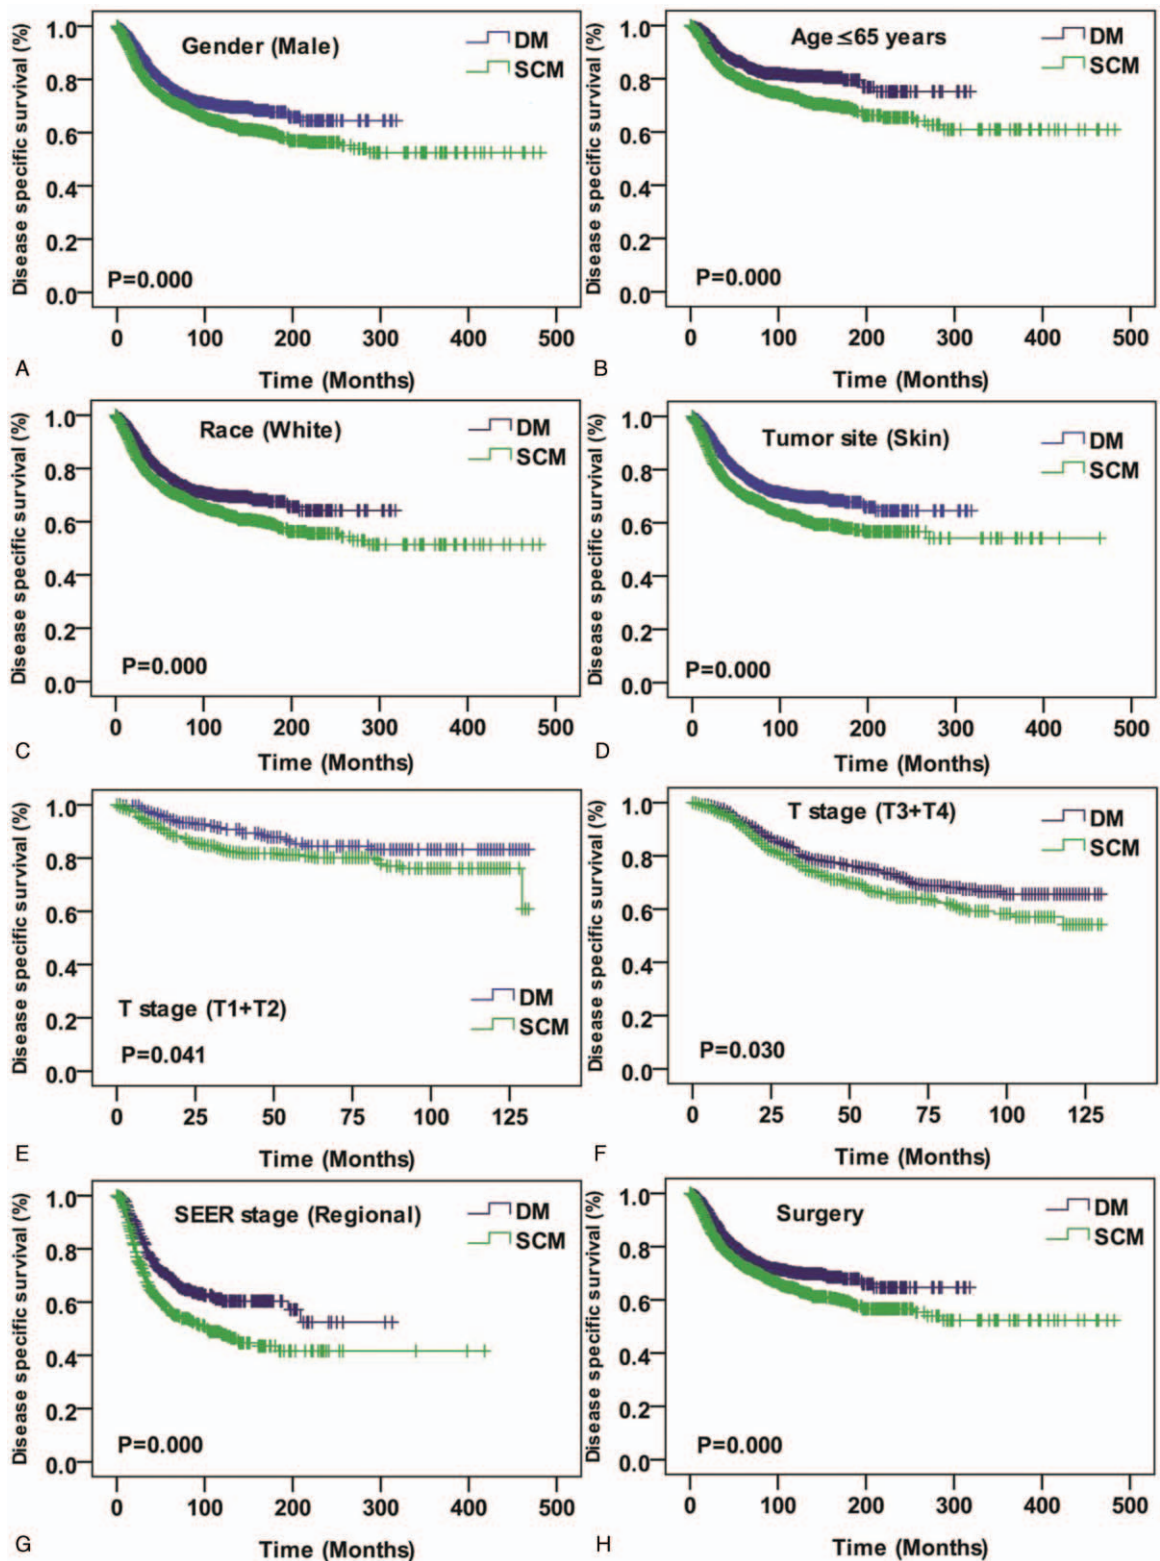 Disease specific survival (%)
1.0
0.8
0.6
0.4
0.2
0.0
Gender (Male)
DM
SCM
P=0.000
0 100 200 300 400 500
Time (Months)
A
Disease specific survival (%)
1.0
0.8
0.6
0.4
0.2
0.0
Age ≤65 years
DM
SCM
P=0.000
0 100 200 300 400 500
Time (Months)
B
Disease specific survival (%)
1.0
0.8
0.6
0.4
0.2
0.0
Race (White)
DM
SCM
P=0.000
0 100 200 300 400 500
Time (Months)
C
Disease specific survival (%)
1.0
0.8
0.6
0.4
0.2
0.0
Tumor site (Skin)
DM
SCM
P=0.000
0 100 200 300 400 500
Time (Months)
D
Disease specific survival (%)
1.0
0.8
0.6
0.4
0.2
0.0
DM
SCM
T stage (T1+T2)
P=0.041
0 25 50 75 100 125
Time (Months)
E
Disease specific survival (%)
1.0
0.8
0.6
0.4
0.2
0.0
T stage (T3+T4)
DM
SCM
P=0.030
0 25 50 75 100 125
Time (Months)
F
Disease specific survival (%)
1.0
0.8
0.6
0.4
0.2
0.0
SEER stage (Regional)
DM
SCM
P=0.000
0 100 200 300 400 500
Time (Months)
G
Disease specific survival (%)
1.0
0.8
0.6
0.4
0.2
0.0
Surgery
DM
SCM
P=0.000
0 100 200 300 400 500
Time (Months)
H